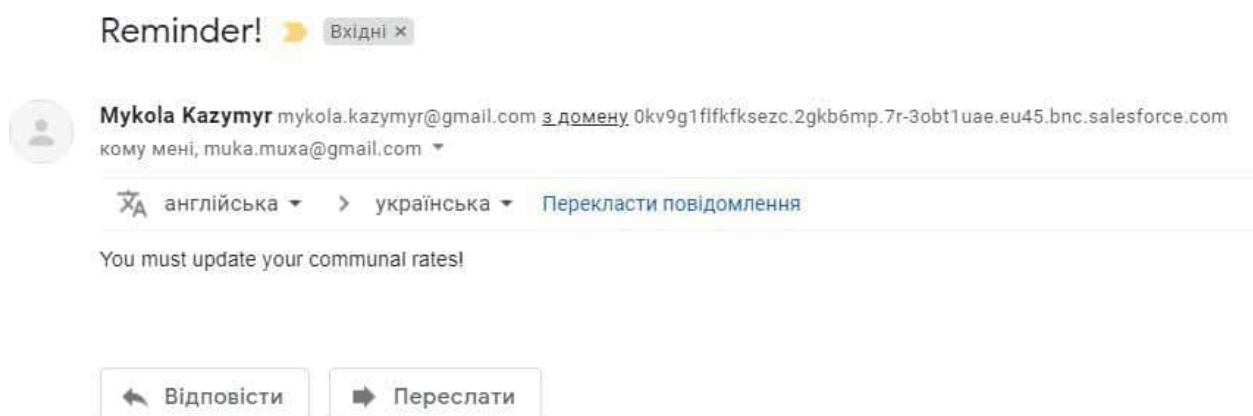 Reminder! Вхідні ×
Mykola Kazymyr mykola.kazymyr@gmail.com з домену 0kv9g1flfkfksezc.2gkb6mp.7r-3obt1uae.eu45.bnc.salesforce.com
кому мені, muka.muxa@gmail.com
англійська > українська Перекласти повідомлення
You must update your communal rates!
Відповісти Переслати